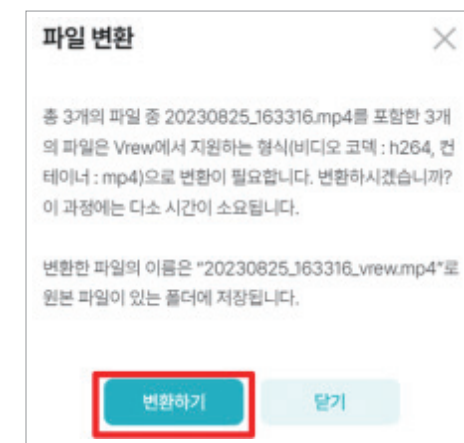 파일 변환
총 3개의 파일 중 20230825_163316.mp4를 포함한 3개
의 파일은 Vrew에서 지원하는 형식(비디오 코덱 : h264, 컨
테이너 : mp4)으로 변환이 필요합니다. 변환하시겠습니까?
이 과정에는 다소 시간이 소요됩니다.
변환한 파일의 이름은 "20230825_163316_vrew.mp4"로
원본 파일이 있는 폴더에 저장됩니다.
변환하기 닫기